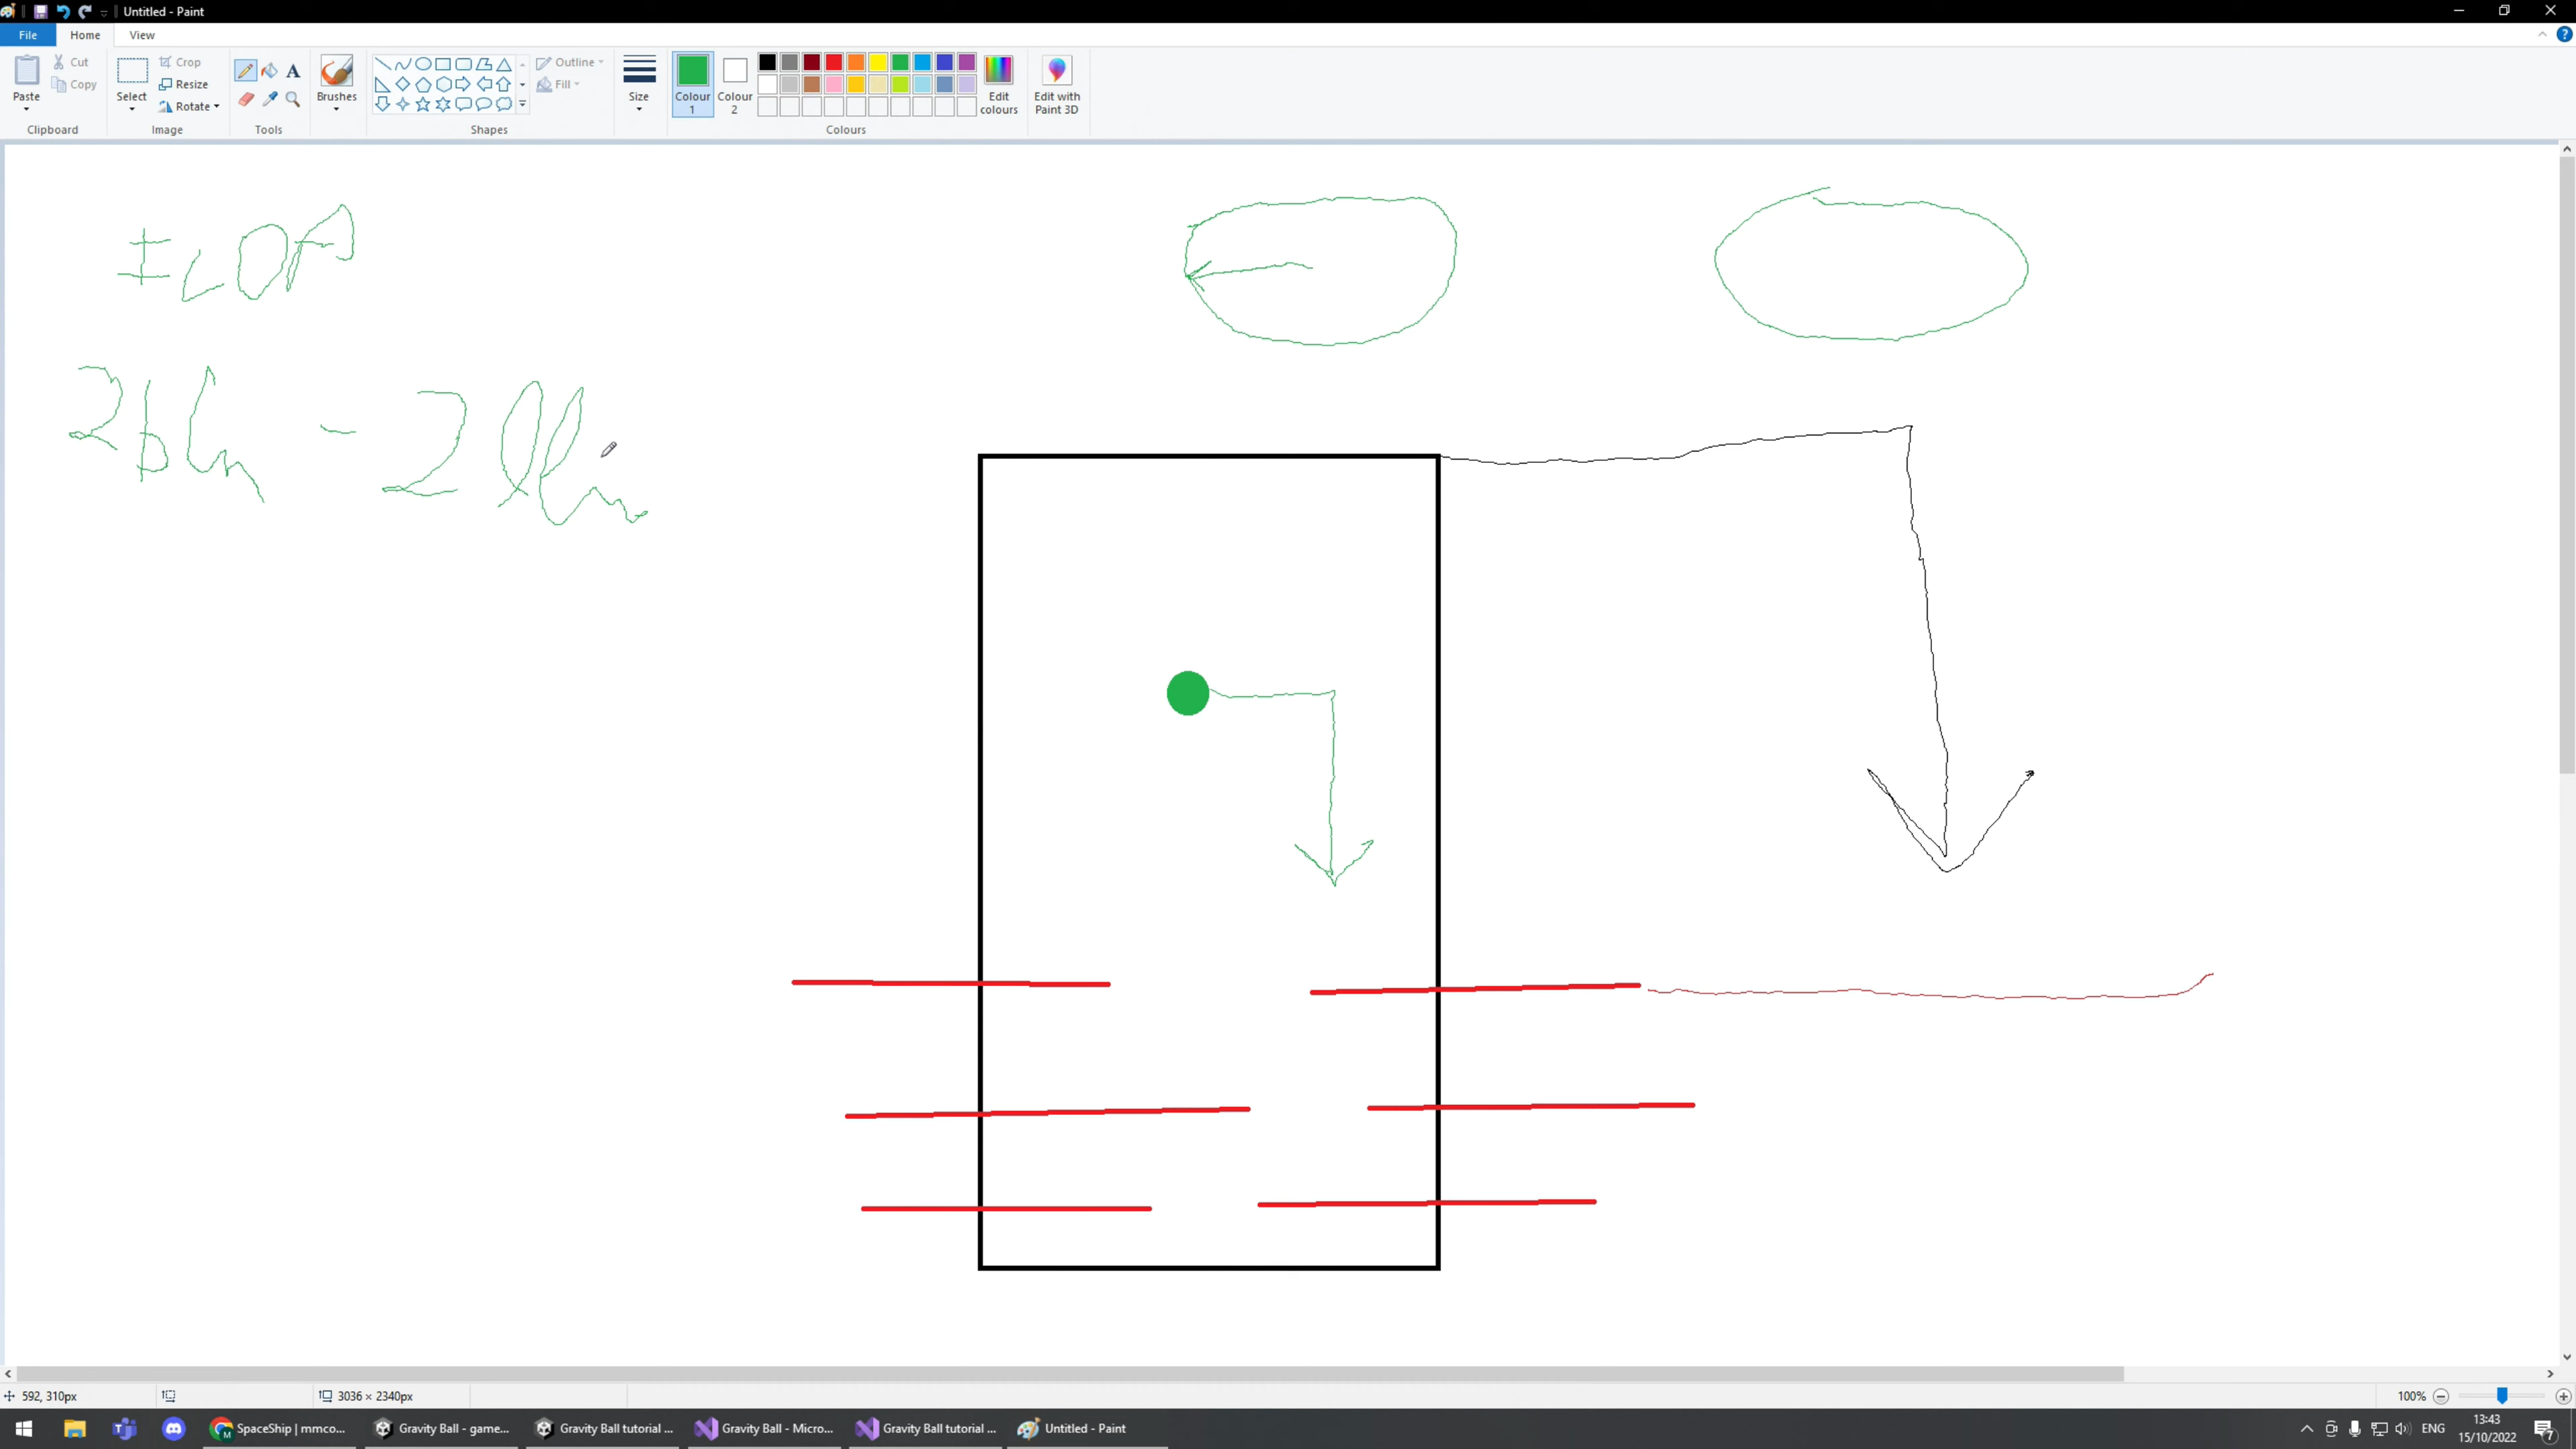 Untitled - Paint
File Home View
Paste Cut Copy Clipboard
Select Crop Resize Rotate Image
Tools
Brushes
Shapes
Outline Fill
Size
Colour 1
Colour 2
Edit colours
Colours
Edit with Paint 3D
592, 310px
3036 × 2340px
100%
SpaceShip | mmco...
Gravity Ball - game...
Gravity Ball tutorial ...
Gravity Ball - Micro...
Gravity Ball tutorial ...
Untitled - Paint
ENG
13:43
15/10/2022
7